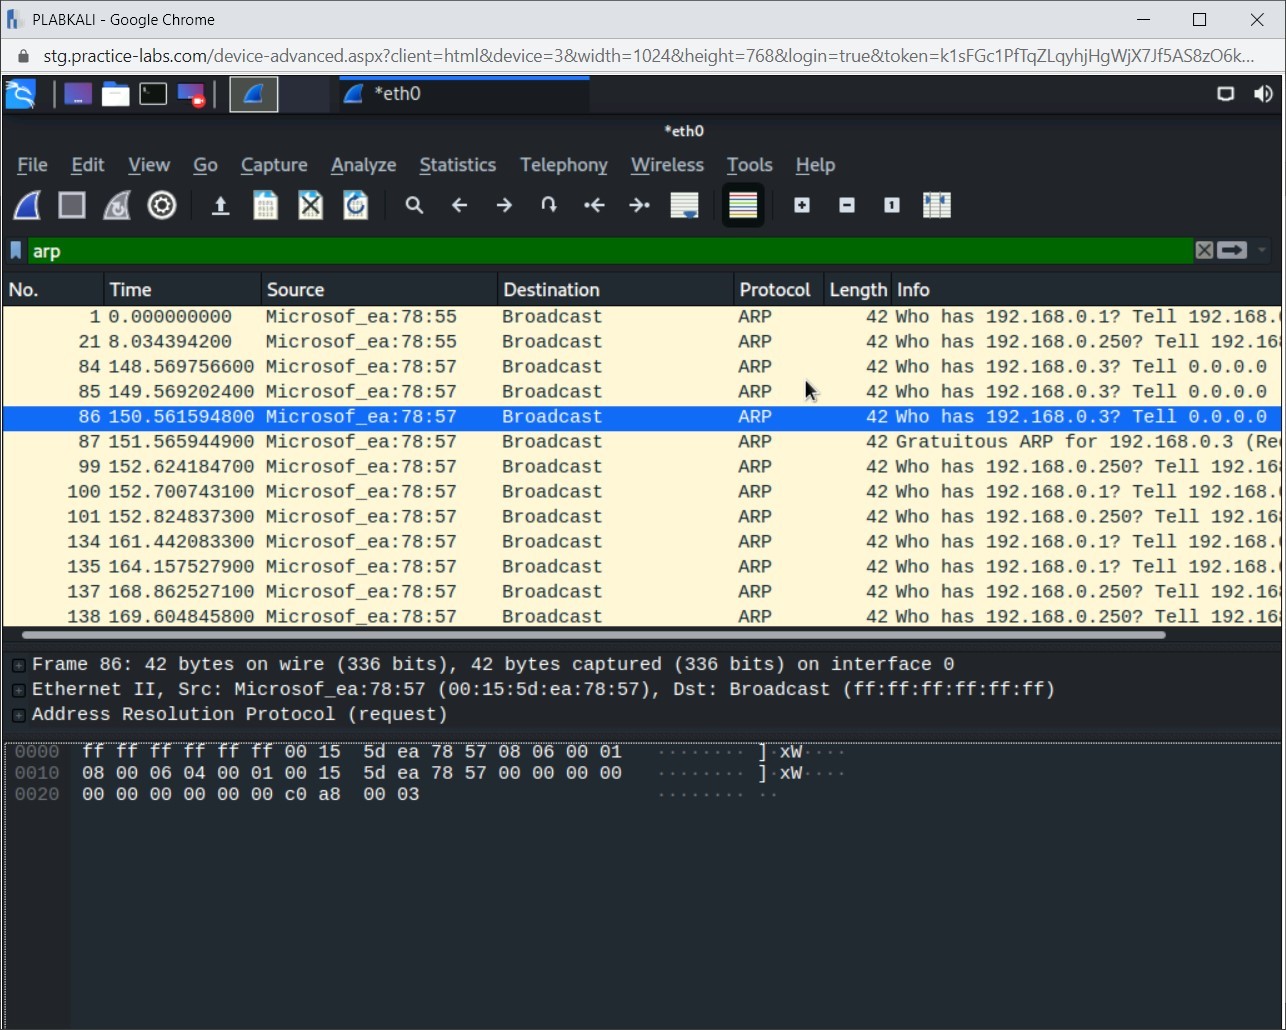 PLABKALI - Google Chrome
stg.practice-labs.com/device-advanced.aspx?client=html&device=3&width=1024&height=768&login=true&token=k1sFGc1PfTqZLqyhjHgWjX7Jf5AS8zO6k...
*eth0
*eth0
File Edit View Go Capture Analyze Statistics Telephony Wireless Tools Help
arp
No. Time Source Destination Protocol Length Info
1 0.000000000 Microsof_ea:78:55 Broadcast ARP 42 Who has 192.168.0.1? Tell 192.168.
21 8.034394200 Microsof_ea:78:55 Broadcast ARP 42 Who has 192.168.0.250? Tell 192.16
84 148.569756600 Microsof_ea:78:57 Broadcast ARP 42 Who has 192.168.0.3? Tell 0.0.0.0
85 149.569202400 Microsof_ea:78:57 Broadcast ARP 42 Who has 192.168.0.3? Tell 0.0.0.0
86 150.561594800 Microsof_ea:78:57 Broadcast ARP 42 Who has 192.168.0.3? Tell 0.0.0.0
87 151.565944900 Microsof_ea:78:57 Broadcast ARP 42 Gratuitous ARP for 192.168.0.3 (Re
99 152.624184700 Microsof_ea:78:57 Broadcast ARP 42 Who has 192.168.0.250? Tell 192.16
100 152.700743100 Microsof_ea:78:57 Broadcast ARP 42 Who has 192.168.0.1? Tell 192.168.
101 152.824837300 Microsof_ea:78:57 Broadcast ARP 42 Who has 192.168.0.250? Tell 192.16
134 161.442083300 Microsof_ea:78:57 Broadcast ARP 42 Who has 192.168.0.1? Tell 192.168.
135 164.157527900 Microsof_ea:78:57 Broadcast ARP 42 Who has 192.168.0.1? Tell 192.168.
137 168.862527100 Microsof_ea:78:57 Broadcast ARP 42 Who has 192.168.0.250? Tell 192.16
138 169.604845800 Microsof_ea:78:57 Broadcast ARP 42 Who has 192.168.0.250? Tell 192.16
Frame 86: 42 bytes on wire (336 bits), 42 bytes captured (336 bits) on interface 0
Ethernet II, Src: Microsof_ea:78:57 (00:15:5d:ea:78:57), Dst: Broadcast (ff:ff:ff:ff:ff:ff)
Address Resolution Protocol (request)
0000 ff ff ff ff ff ff 00 15 5d ea 78 57 08 06 00 01 ········ ]·xW····
0010 08 00 06 04 00 01 00 15 5d ea 78 57 00 00 00 00 ········ ]·xW····
0020 00 00 00 00 00 00 c0 a8 00 03 ········ ··